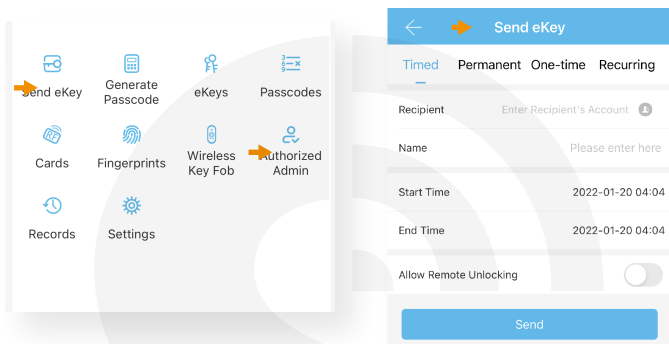 Send eKey
Generate
Passcode
eKeys
Passcodes
Cards
Fingerprints
Wireless
Key Fob
Authorized
Admin
Records
Settings
Send eKey
Timed Permanent One-time Recurring
Recipient Enter Recipient's Account
Name Please enter here
Start Time 2022-01-20 04:04
End Time 2022-01-20 04:04
Allow Remote Unlocking
Send